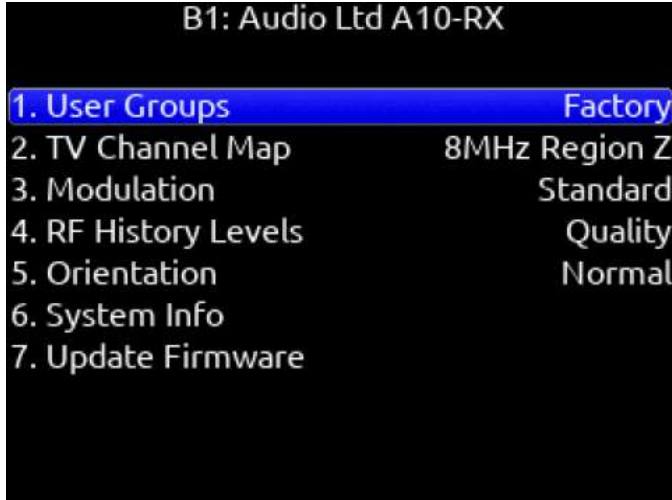 B1: Audio Ltd A10-RX
1. User Groups Factory
2. TV Channel Map 8MHz Region Z
3. Modulation Standard
4. RF History Levels Quality
5. Orientation Normal
6. System Info
7. Update Firmware